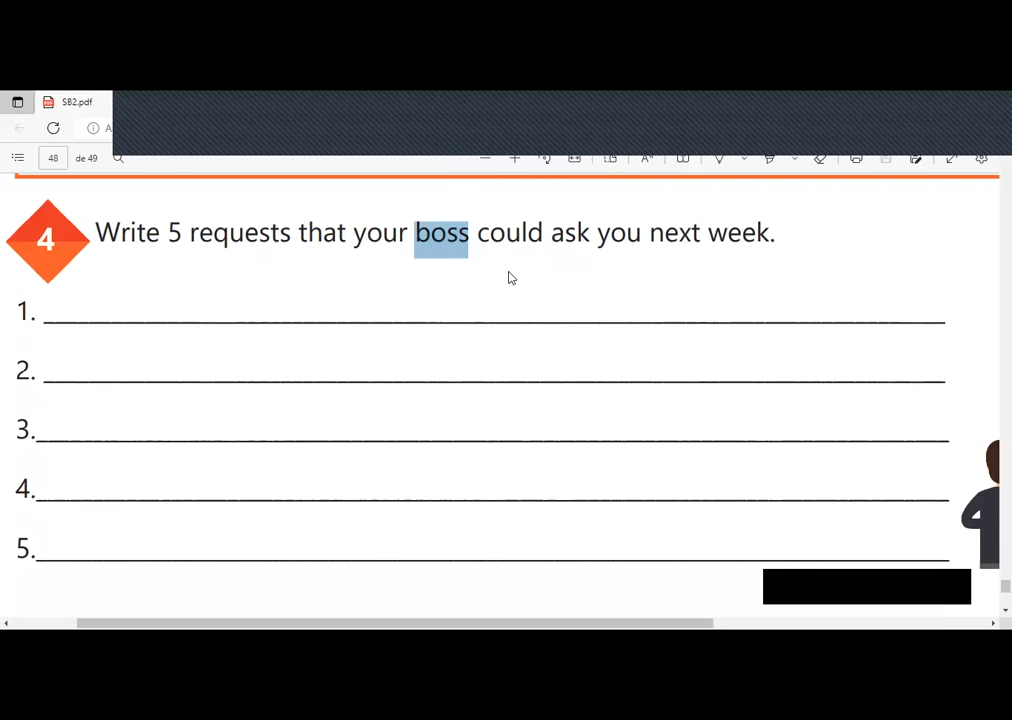 SB2.pdf
A
48 de 49
4 Write 5 requests that your boss could ask you next week.
1.
2.
3.
4.
5.